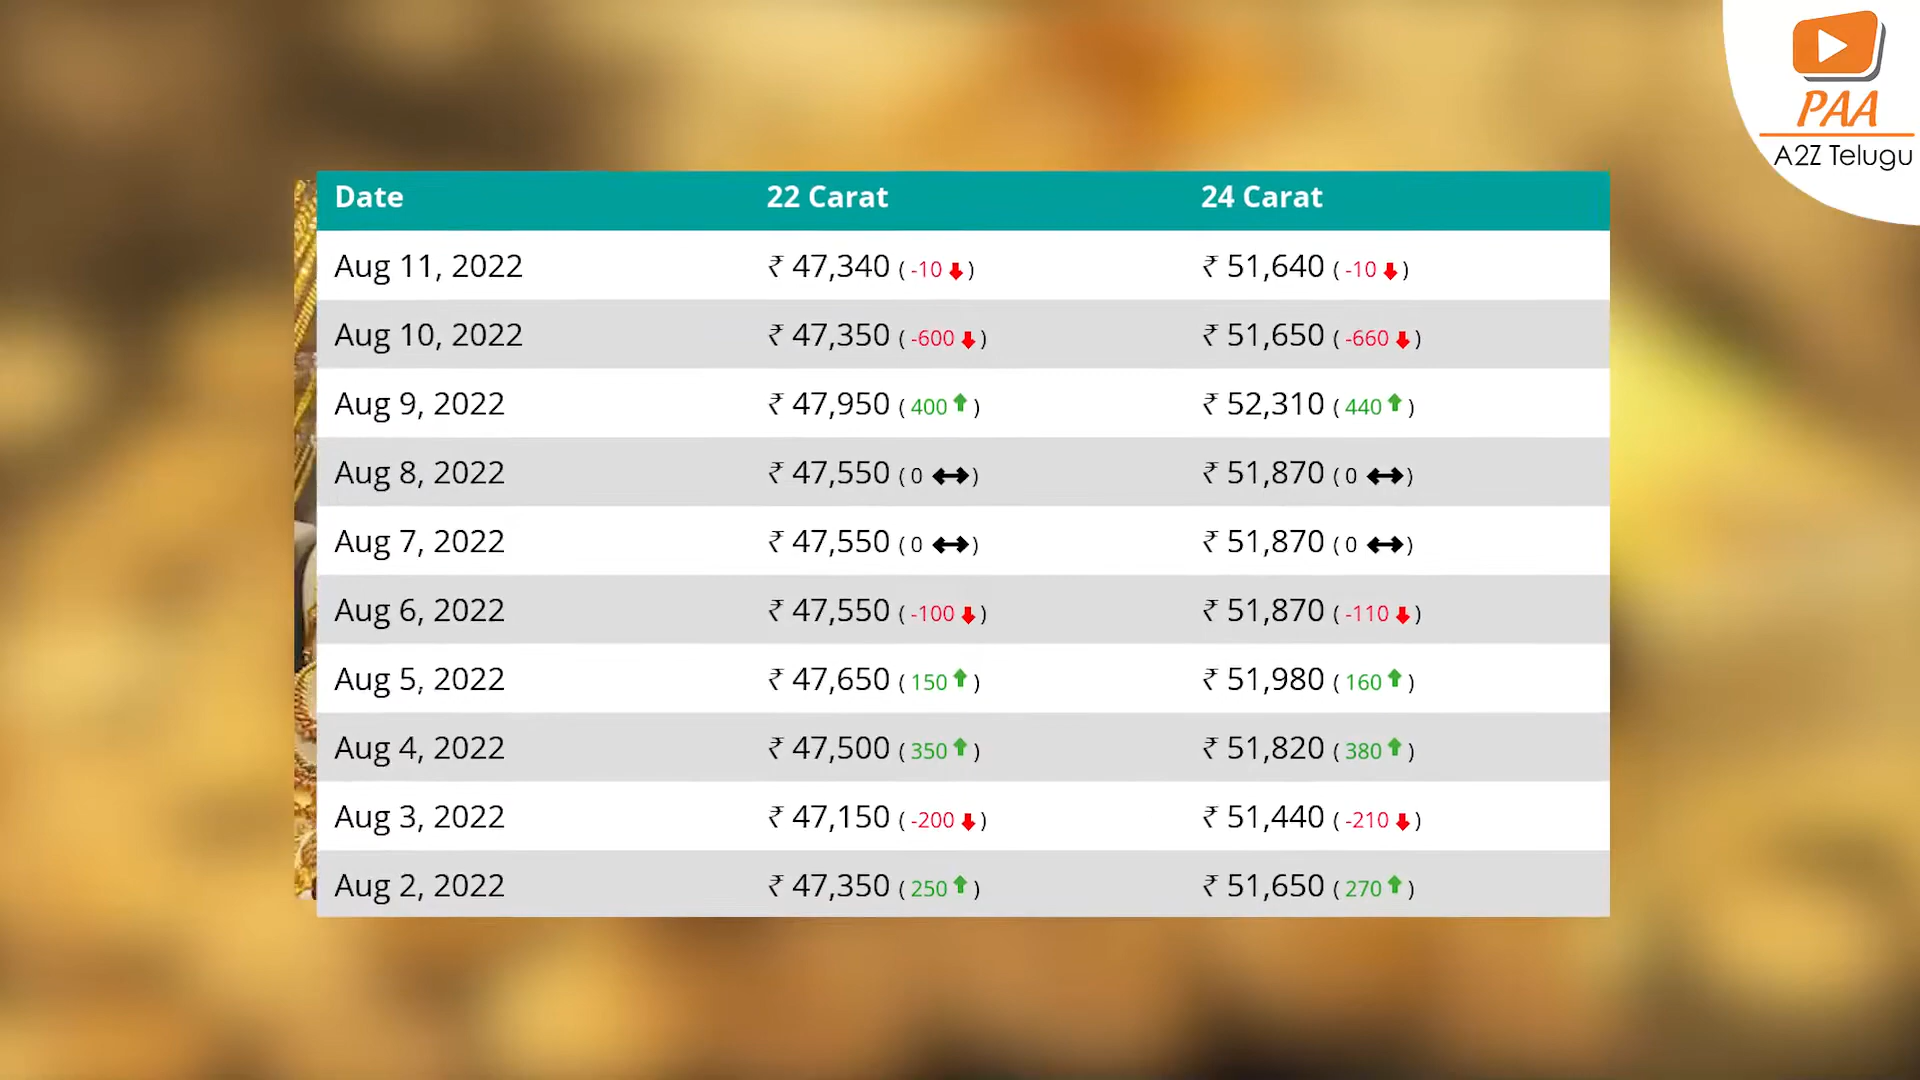 PAA
A2Z Telugu
Date 22 Carat 24 Carat
Aug 11, 2022 ₹ 47,340 ( -10 ⬇ ) ₹ 51,640 ( -10 ⬇ )
Aug 10, 2022 ₹ 47,350 ( -600 ⬇ ) ₹ 51,650 ( -660 ⬇ )
Aug 9, 2022 ₹ 47,950 ( 400 ⬆ ) ₹ 52,310 ( 440 ⬆ )
Aug 8, 2022 ₹ 47,550 ( 0 ↔ ) ₹ 51,870 ( 0 ↔ )
Aug 7, 2022 ₹ 47,550 ( 0 ↔ ) ₹ 51,870 ( 0 ↔ )
Aug 6, 2022 ₹ 47,550 ( -100 ⬇ ) ₹ 51,870 ( -110 ⬇ )
Aug 5, 2022 ₹ 47,650 ( 150 ⬆ ) ₹ 51,980 ( 160 ⬆ )
Aug 4, 2022 ₹ 47,500 ( 350 ⬆ ) ₹ 51,820 ( 380 ⬆ )
Aug 3, 2022 ₹ 47,150 ( -200 ⬇ ) ₹ 51,440 ( -210 ⬇ )
Aug 2, 2022 ₹ 47,350 ( 250 ⬆ ) ₹ 51,650 ( 270 ⬆ )